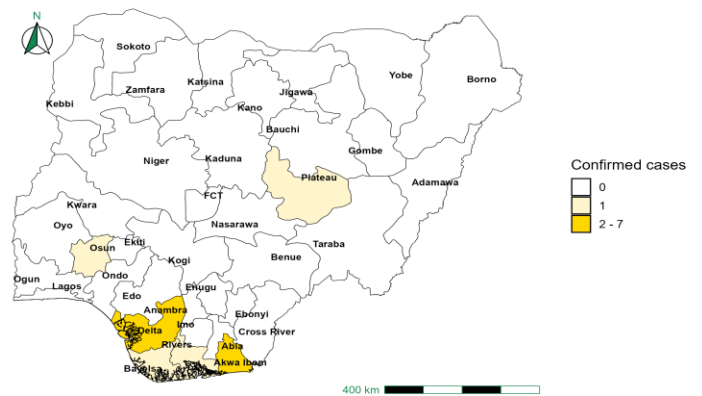 N
Sokoto
Katsina
Yobe
Borno
Zamfara
Jigawa
Kebbi
Kano
Bauchi
Gombe
Niger
Kaduna
Plateau
Adamawa
FCT
Kwara
Oyo
Nasarawa
Osun
Ekiti
Taraba
Benue
Kogi
Ogun
Lagos
Ondo
Enugu
Edo
Anambra
Ebonyi
Imo
Delta
Cross River
Rivers
Abia
Bayelsa
Akwa Ibom
Confirmed cases
0
1
2 - 7
400 km